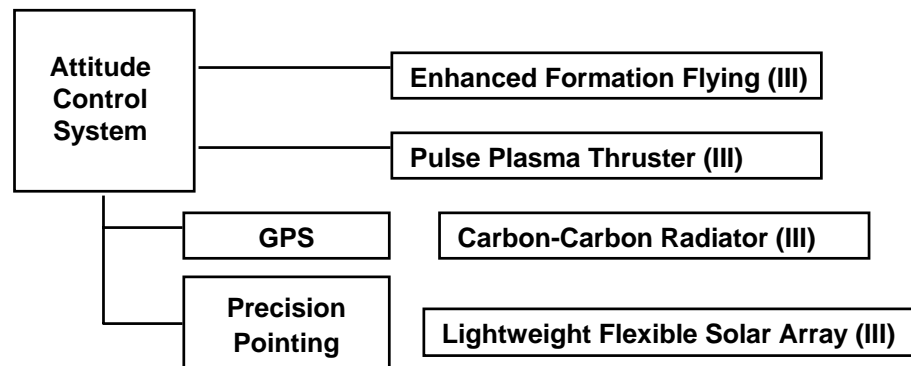 Attitude
Control
System
Enhanced Formation Flying (III)
Pulse Plasma Thruster (III)
GPS
Carbon-Carbon Radiator (III)
Precision
Pointing
Lightweight Flexible Solar Array (III)